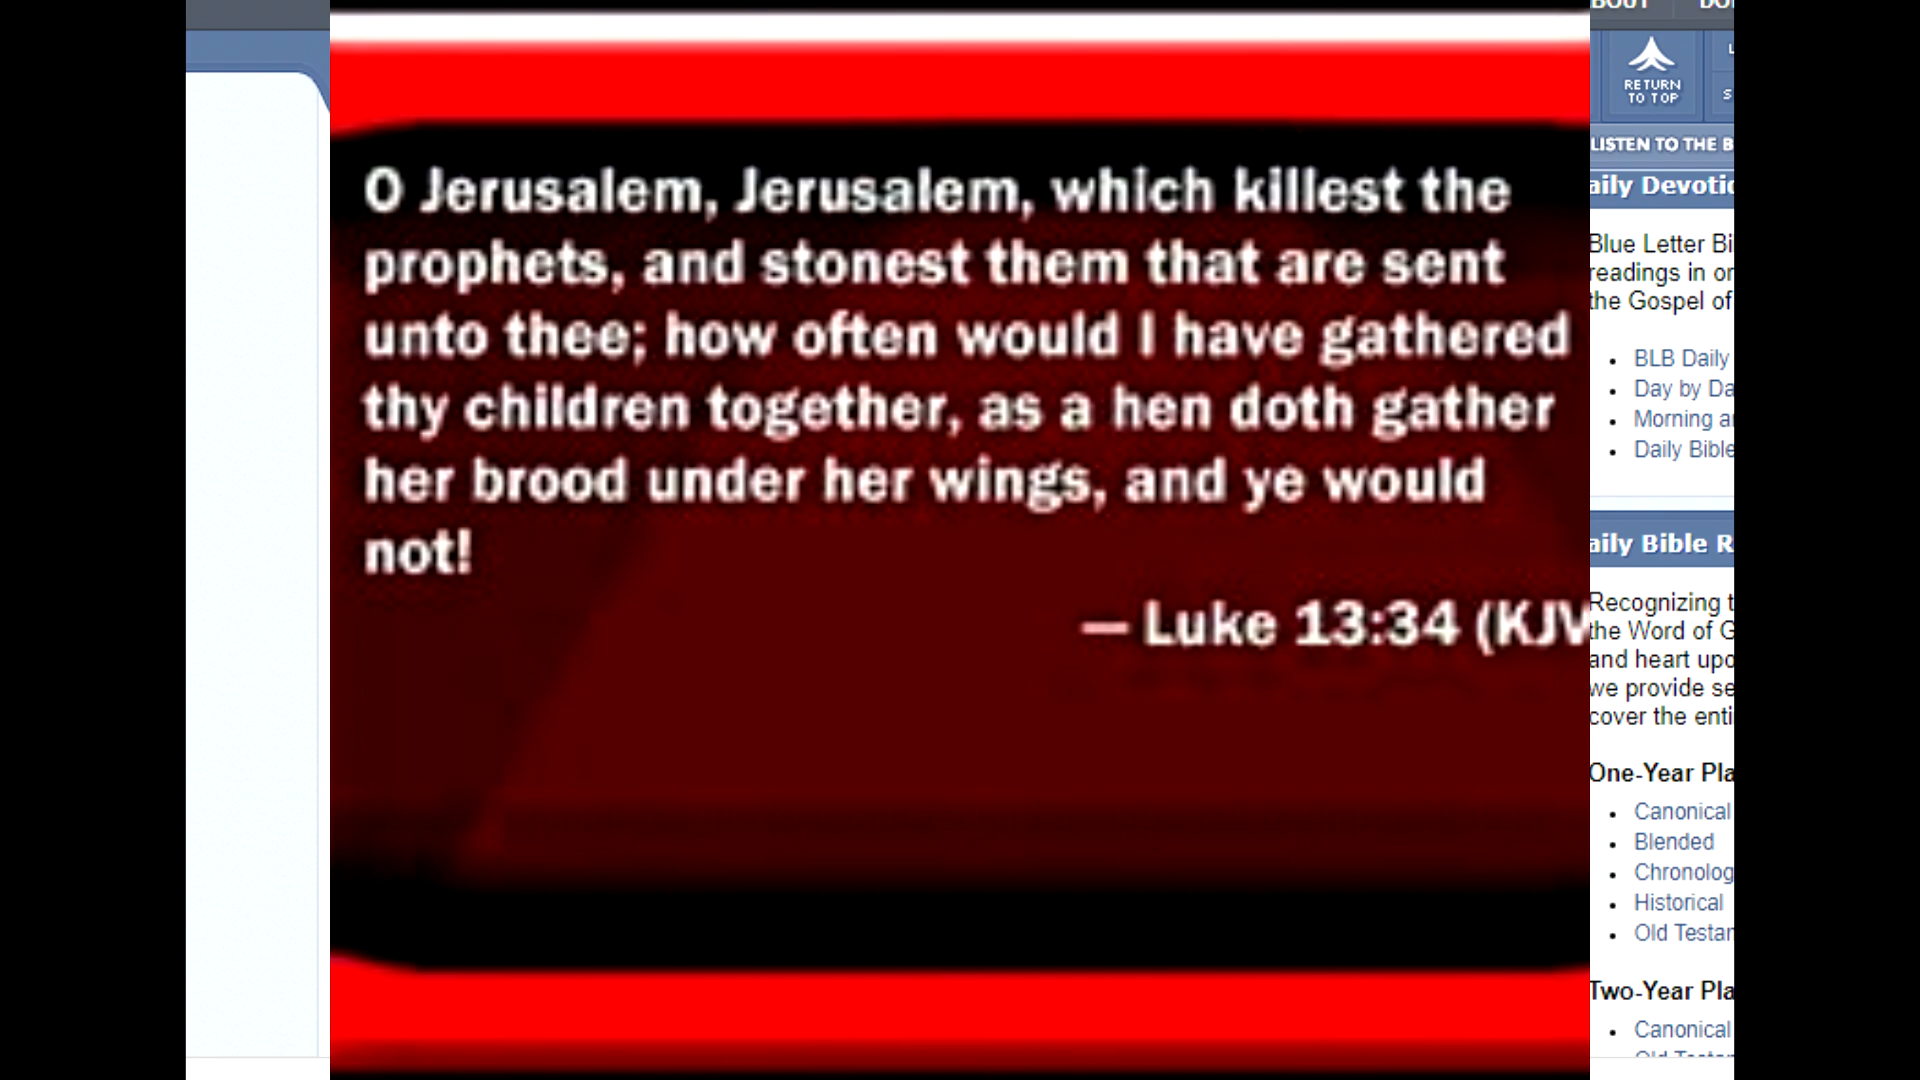 O Jerusalem, Jerusalem, which killest the
prophets, and stonest them that are sent
unto thee; how often would I have gathered
thy children together, as a hen doth gather
her brood under her wings, and ye would
not!
— Luke 13:34 (KJV
BOUT
RETURN
TO TOP
LISTEN TO THE B
aily Devotio
Blue Letter Bi
readings in or
the Gospel of
• BLB Daily
• Day by Da
• Morning a
• Daily Bible
aily Bible R
Recognizing t
the Word of G
and heart upo
we provide se
cover the enti
One-Year Pla
• Canonical
• Blended
• Chronolog
• Historical
• Old Testa
Two-Year Pla
• Canonical